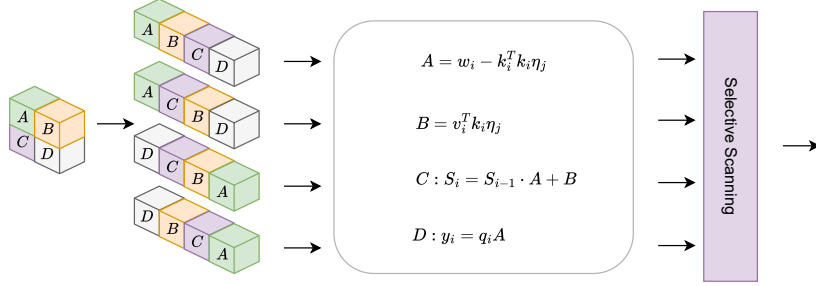 A B C D
A C B D
D C B A
D B C A
A B
C D
A = w_i − k_i^T k_i η_j
B = v_i^T k_i η_j
C : S_i = S_{i−1} · A + B
D : y_i = q_i A
Selective Scanning